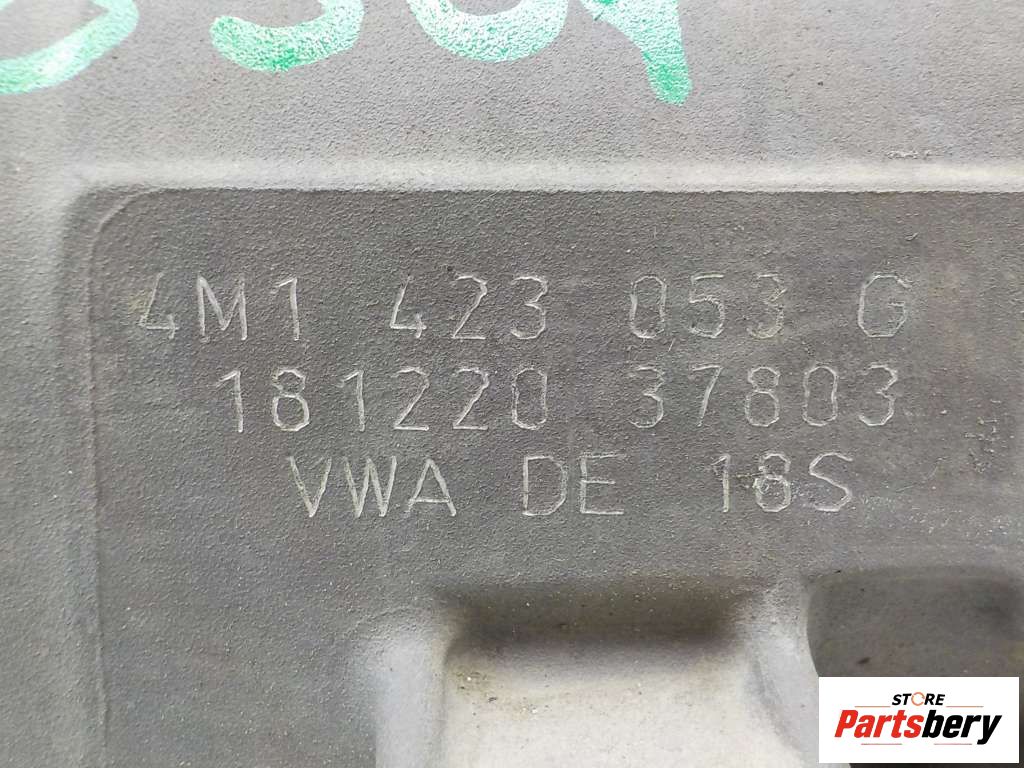 4M1 423 053 G
181220 37803
VWA DE 18S
STORE
Partsbery